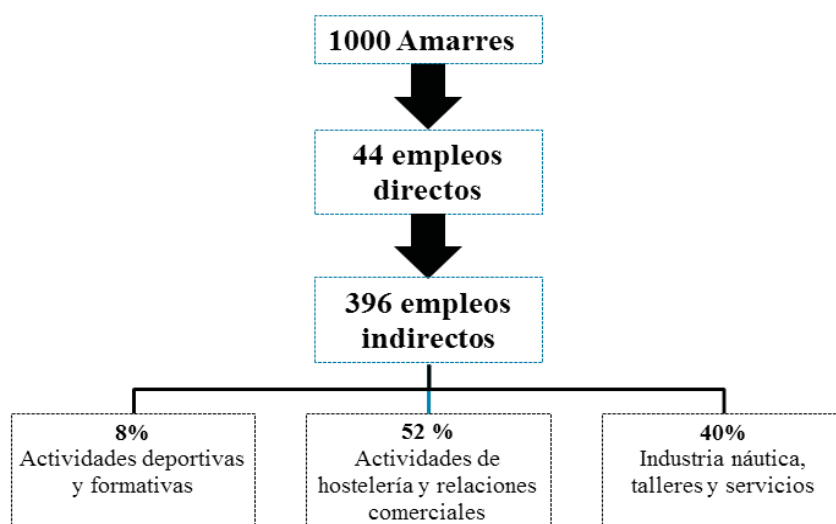 1000 Amarres
44 empleos
directos
396 empleos
indirectos
8%
Actividades deportivas
y formativas
52 %
Actividades de
hostelería y relaciones
comerciales
40%
Industria náutica,
talleres y servicios